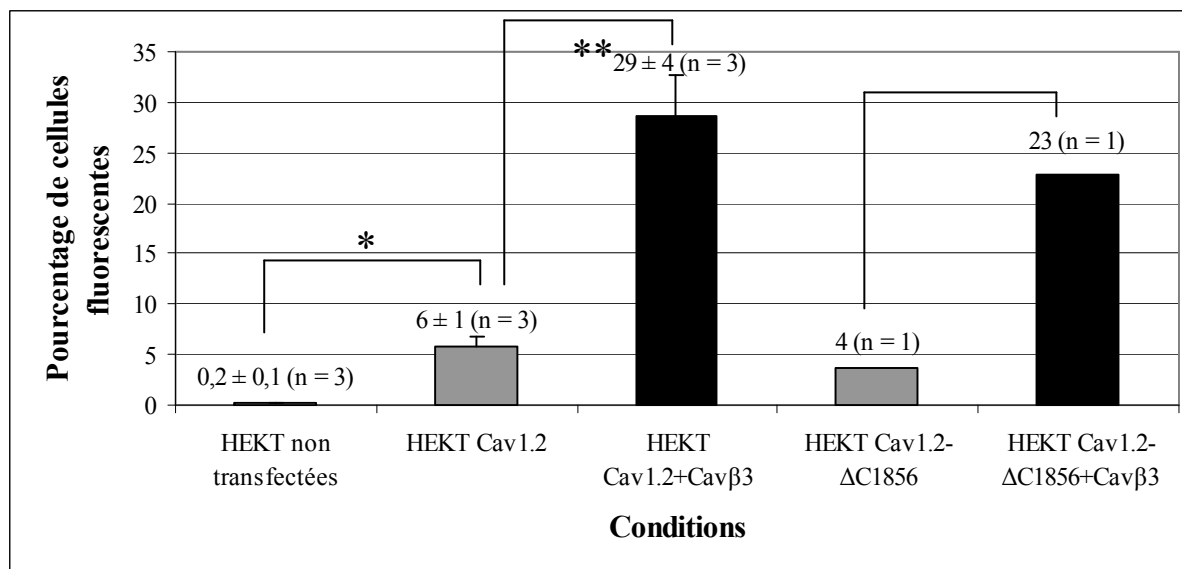 Pourcentage de cellules
fluorescentes
35
30
25
20
15
10
5
0
*
**
0,2 ± 0,1 (n = 3)
6 ± 1 (n = 3)
29 ± 4 (n = 3)
4 (n = 1)
23 (n = 1)
HEKT non
transfectées
HEKT Cav1.2
HEKT
Cav1.2+Cavβ3
HEKT Cav1.2-
ΔC1856
HEKT Cav1.2-
ΔC1856+Cavβ3
Conditions